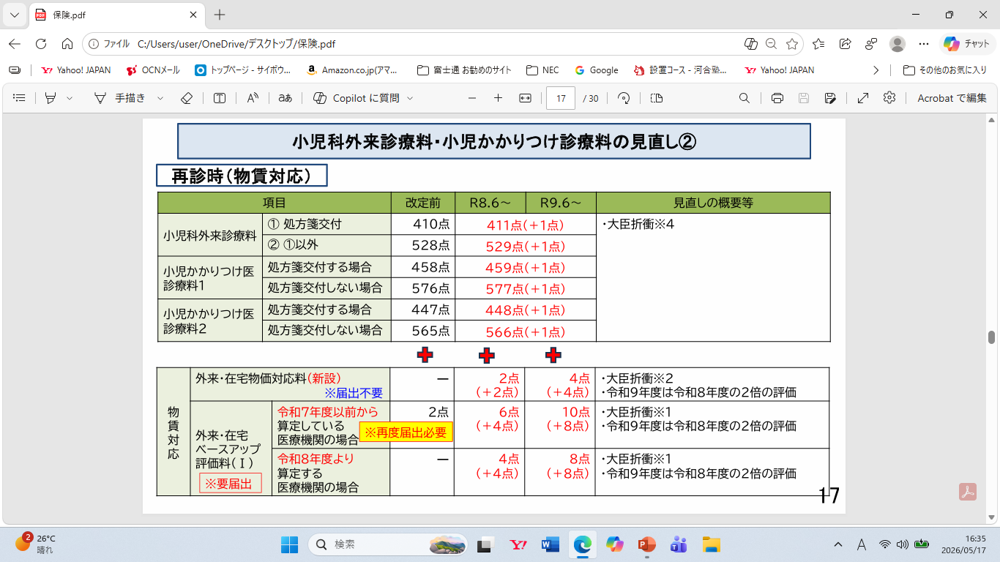 保険.pdf
ファイル C:/Users/user/OneDrive/デスクトップ/保険.pdf
チャット
Yahoo! JAPAN
OCNメール
トップページ - サイボウ...
Amazon.co.jp(アマ...
富士通 お勧めのサイト
NEC
Google
設置コース - 河合塾...
Yahoo! JAPAN
その他のお気に入り
手描き
aあ
Copilot に質問
17 / 30
Acrobat で編集
小児科外来診療料・小児かかりつけ診療料の見直し②
再診時(物賃対応)
項目 改定前 R8.6～ R9.6～ 見直しの概要等
小児科外来診療料 ① 処方箋交付 410点 411点(＋1点) ・大臣折衝※4
② ①以外 528点 529点(＋1点)
小児かかりつけ医
診療料1
処方箋交付する場合 458点 459点(＋1点)
処方箋交付しない場合 576点 577点(＋1点)
小児かかりつけ医
診療料2
処方箋交付する場合 447点 448点(＋1点)
処方箋交付しない場合 565点 566点(＋1点)
物賃対応
外来・在宅物価対応料(新設)
※届出不要
ー
2点
(＋2点)
4点
(＋4点)
・大臣折衝※2
・令和9年度は令和8年度の2倍の評価
外来・在宅
ベースアップ
評価料(Ⅰ)
※要届出
令和7年度以前から
算定している
医療機関の場合
2点
※再度届出必要
6点
(＋4点)
10点
(＋8点)
・大臣折衝※1
・令和9年度は令和8年度の2倍の評価
令和8年度より
算定する
医療機関の場合
ー
4点
(＋4点)
8点
(＋8点)
・大臣折衝※1
・令和9年度は令和8年度の2倍の評価
17
2
26°C
晴れ
検索
A
16:35
2026/05/17